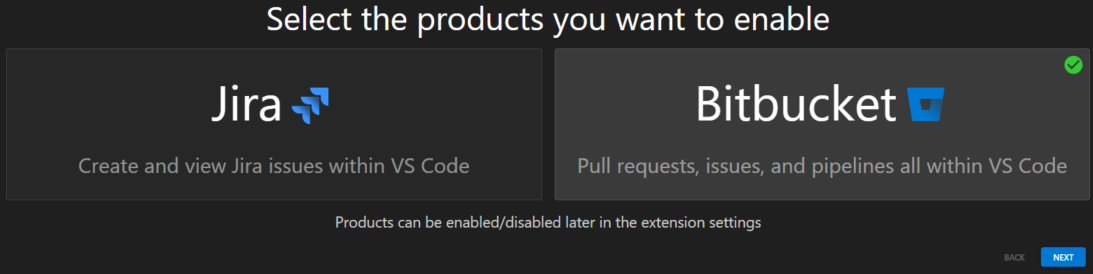 Select the products you want to enable
Jira
Create and view Jira issues within VS Code
Bitbucket
Pull requests, issues, and pipelines all within VS Code
Products can be enabled/disabled later in the extension settings
BACK
NEXT